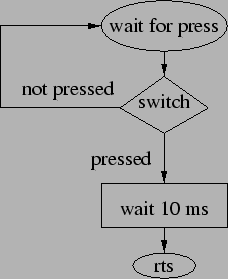 wait for press
not pressed
switch
pressed
wait 10 ms
rts